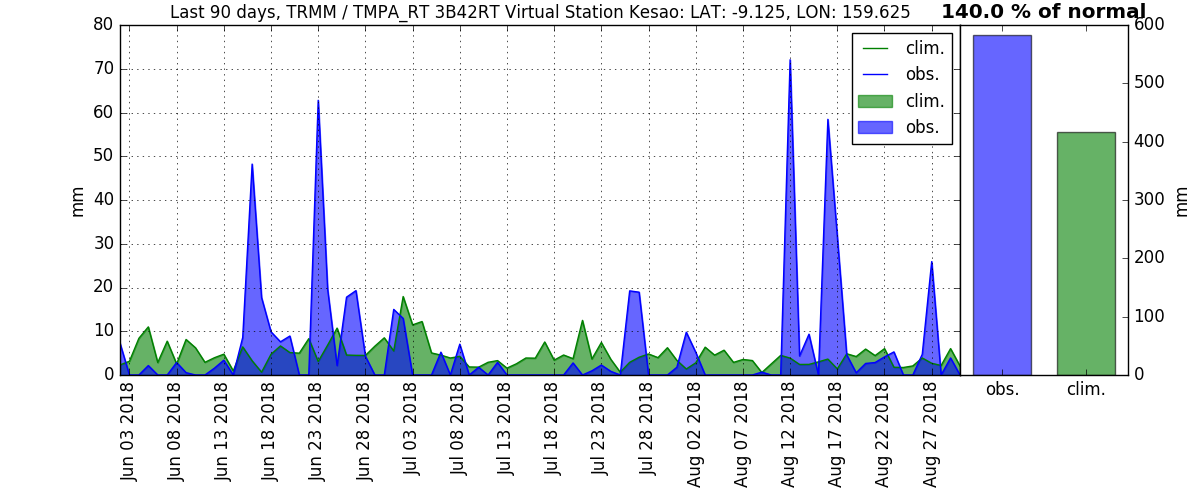 Last 90 days, TRMM / TMPA_RT 3B42RT Virtual Station Kesao: LAT: -9.125, LON: 159.625
140.0 % of normal
80
70
60
50
40
30
20
10
0
mm
clim.
obs.
clim.
obs.
Jun 03 2018
Jun 08 2018
Jun 13 2018
Jun 18 2018
Jun 23 2018
Jun 28 2018
Jul 03 2018
Jul 08 2018
Jul 13 2018
Jul 18 2018
Jul 23 2018
Jul 28 2018
Aug 02 2018
Aug 07 2018
Aug 12 2018
Aug 17 2018
Aug 22 2018
Aug 27 2018
600
500
400
300
200
100
0
mm
obs.
clim.